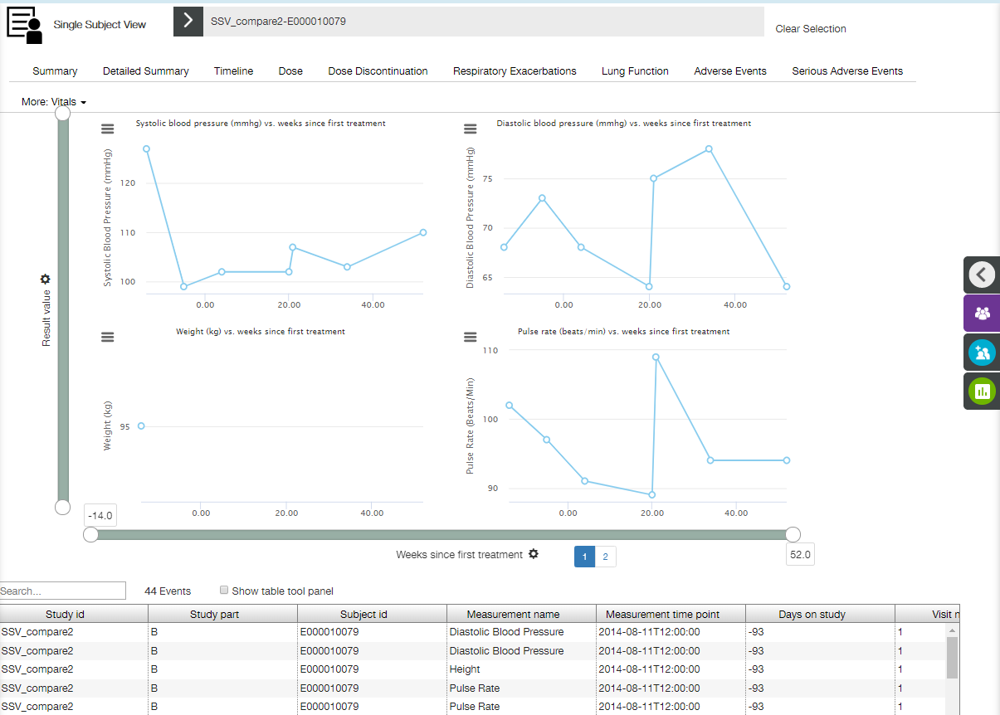 Single Subject View
SSV_compare2-E000010079
Clear Selection
Summary Detailed Summary Timeline Dose Dose Discontinuation Respiratory Exacerbations Lung Function Adverse Events Serious Adverse Events
More: Vitals
Result value
Systolic blood pressure (mmhg) vs. weeks since first treatment
Systolic Blood Pressure (mmHg)
120
110
100
0.00 20.00 40.00
Diastolic blood pressure (mmhg) vs. weeks since first treatment
Diastolic Blood Pressure (mmHg)
75
70
65
0.00 20.00 40.00
Weight (kg) vs. weeks since first treatment
Weight (kg)
95
0.00 20.00 40.00
Pulse rate (beats/min) vs. weeks since first treatment
Pulse Rate (Beats/Min)
110
100
90
0.00 20.00 40.00
-14.0
52.0
Weeks since first treatment
1 2
Search... 44 Events Show table tool panel
Study id Study part Subject id Measurement name Measurement time point Days on study Visit n
SSV_compare2 B E000010079 Diastolic Blood Pressure 2014-08-11T12:00:00 -93 1
SSV_compare2 B E000010079 Diastolic Blood Pressure 2014-08-11T12:00:00 -93 1
SSV_compare2 B E000010079 Height 2014-08-11T12:00:00 -93 1
SSV_compare2 B E000010079 Pulse Rate 2014-08-11T12:00:00 -93 1
SSV_compare2 B E000010079 Pulse Rate 2014-08-11T12:00:00 -93 1